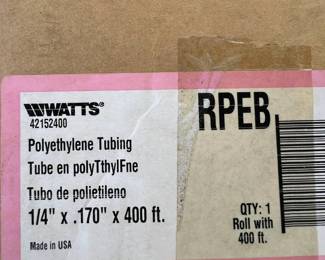 WATTS®
42152400
Polyethylene Tubing
Tube en polyTthylFne
Tubo de polietileno
1/4" x .170" x 400 ft.
Made in USA
RPEB
QTY: 1
Roll with
400 ft.